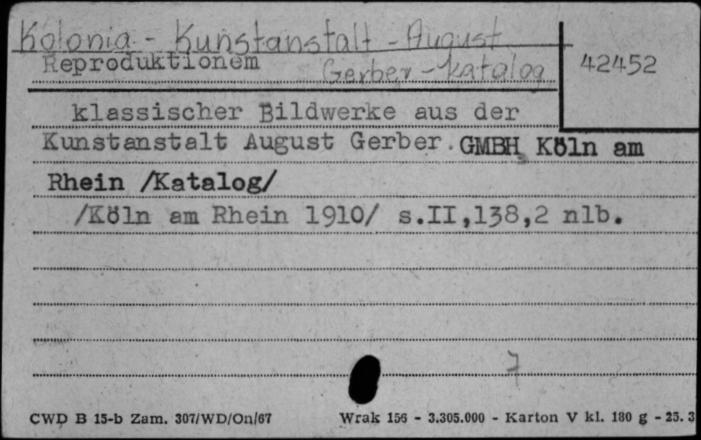 Kolonia - Kunstanstalt - August
Gerber - katalog
42452
Reproduktionem
klassischer Bildwerke aus der
Kunstanstalt August Gerber. GMBH Köln am
Rhein /Katalog/
/Köln am Rhein 1910/ s.II,138,2 nlb.
7
CWD B 15-b Zam. 307/WD/On/67 Wrak 156 - 3.305.000 - Karton V kl. 180 g - 25. 3